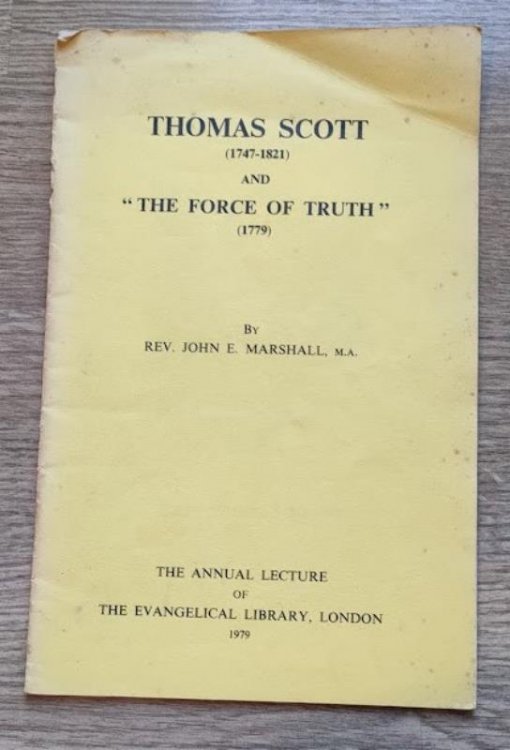 THOMAS SCOTT
(1747-1821)
AND
“THE FORCE OF TRUTH”
(1779)
BY
REV. JOHN E. MARSHALL, M.A.
THE ANNUAL LECTURE
OF
THE EVANGELICAL LIBRARY, LONDON
1979